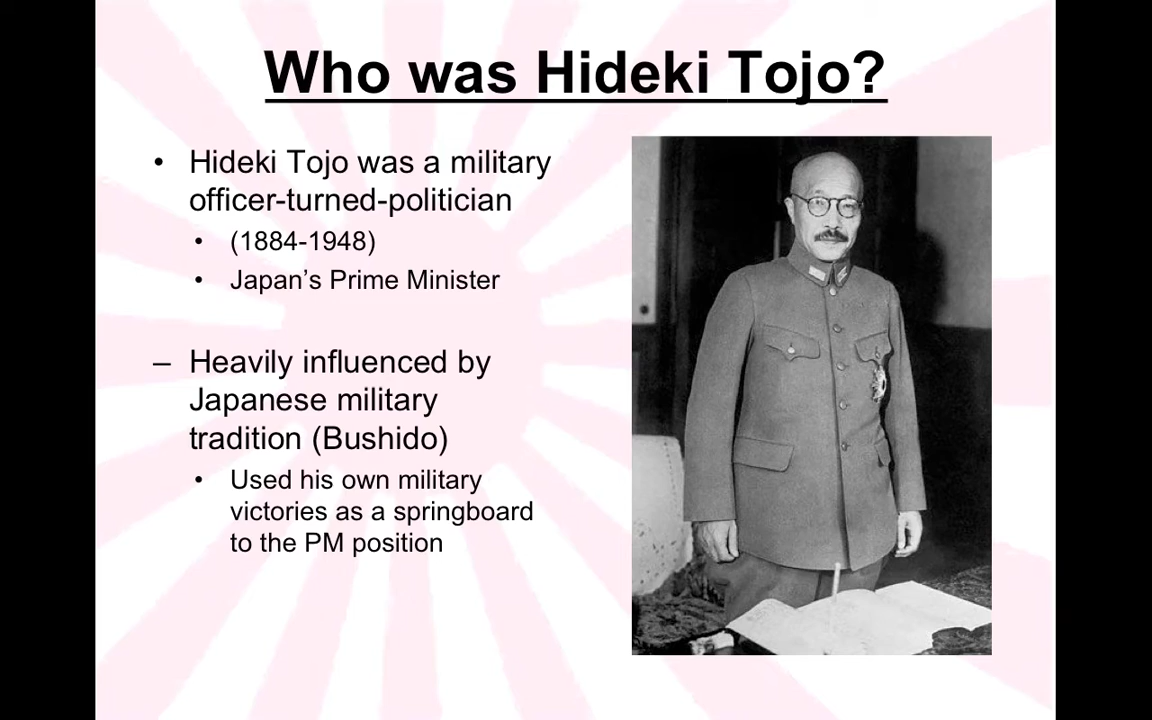 Who was Hideki Tojo?
• Hideki Tojo was a military
officer-turned-politician
• (1884-1948)
• Japan’s Prime Minister
– Heavily influenced by
Japanese military
tradition (Bushido)
• Used his own military
victories as a springboard
to the PM position